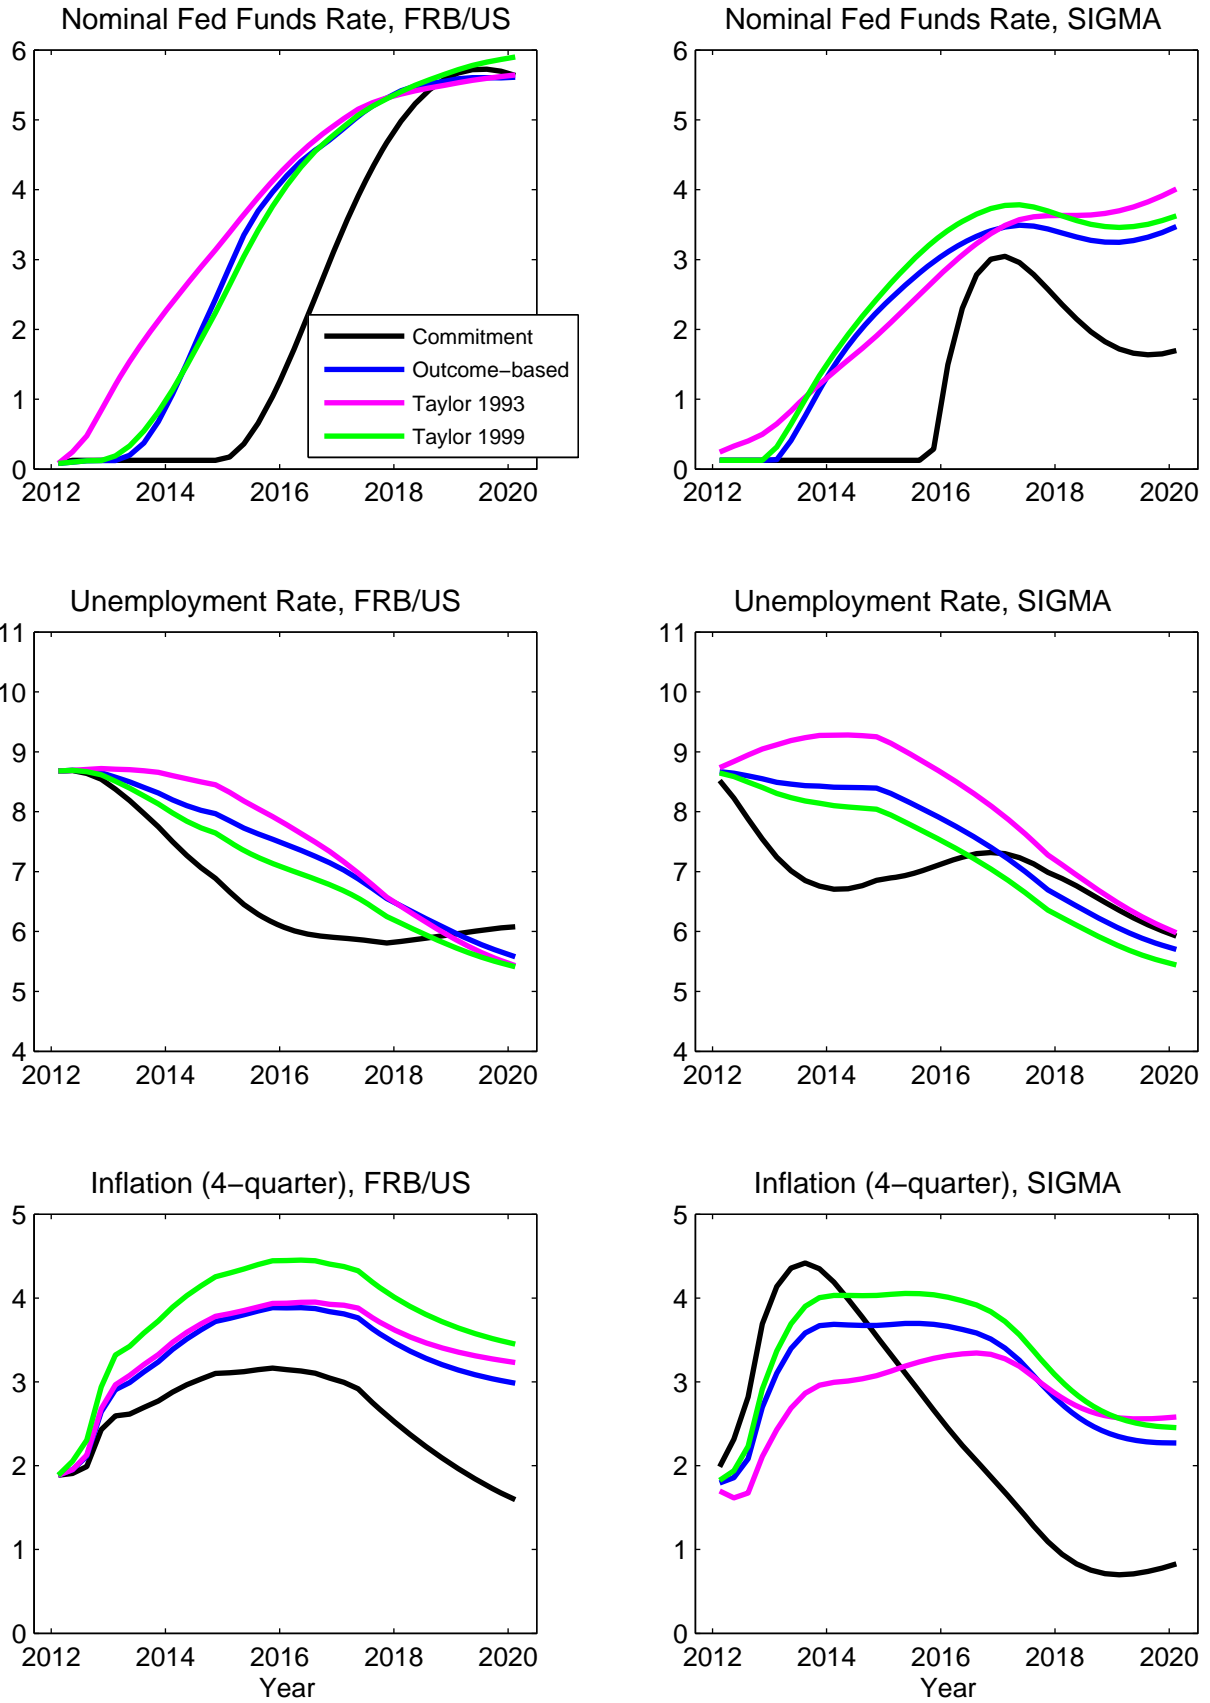 Nominal Fed Funds Rate, FRB/US
6
5
4
3
2
1
0
2012 2014 2016 2018 2020
Commitment
Outcome−based
Taylor 1993
Taylor 1999
Nominal Fed Funds Rate, SIGMA
6
5
4
3
2
1
0
2012 2014 2016 2018 2020
Unemployment Rate, FRB/US
11
10
9
8
7
6
5
4
2012 2014 2016 2018 2020
Unemployment Rate, SIGMA
11
10
9
8
7
6
5
4
2012 2014 2016 2018 2020
Inflation (4−quarter), FRB/US
5
4
3
2
1
0
2012 2014 2016 2018 2020
Year
Inflation (4−quarter), SIGMA
5
4
3
2
1
0
2012 2014 2016 2018 2020
Year